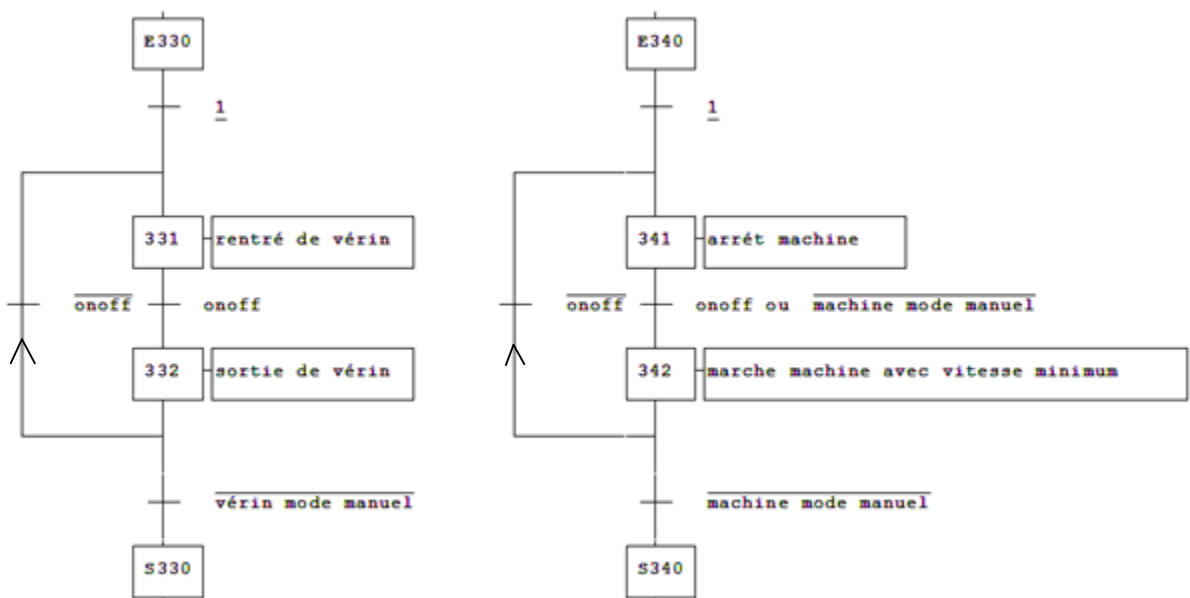 E330
1
331 rentré de vérin
onoff onoff
332 sortie de vérin
vérin mode manuel
S330
E340
1
341 arrét machine
onoff onoff ou machine mode manuel
342 marche machine avec vitesse minimum
machine mode manuel
S340